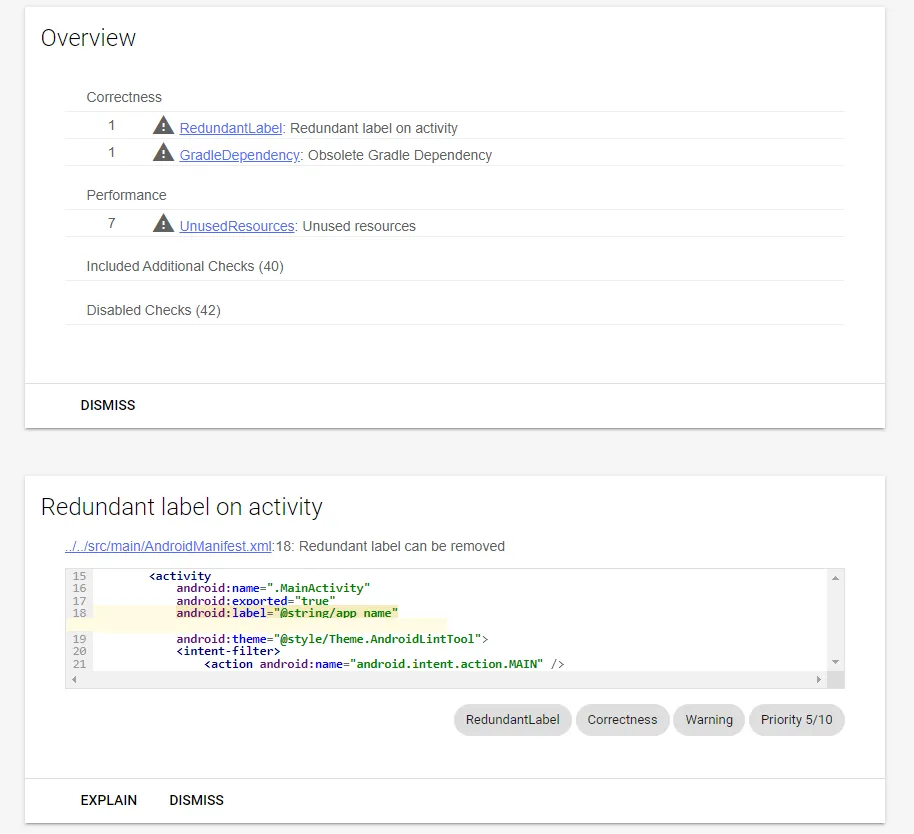 Overview
Correctness
1 RedundantLabel: Redundant label on activity
1 GradleDependency: Obsolete Gradle Dependency
Performance
7 UnusedResources: Unused resources
Included Additional Checks (40)
Disabled Checks (42)
DISMISS
Redundant label on activity
../../src/main/AndroidManifest.xml:18: Redundant label can be removed
15 <activity
16 android:name=".MainActivity"
17 android:exported="true"
18 android:label="@string/app_name"
19 android:theme="@style/Theme.AndroidLintTool">
20 <intent-filter>
21 <action android:name="android.intent.action.MAIN" />
RedundantLabel Correctness Warning Priority 5/10
EXPLAIN DISMISS